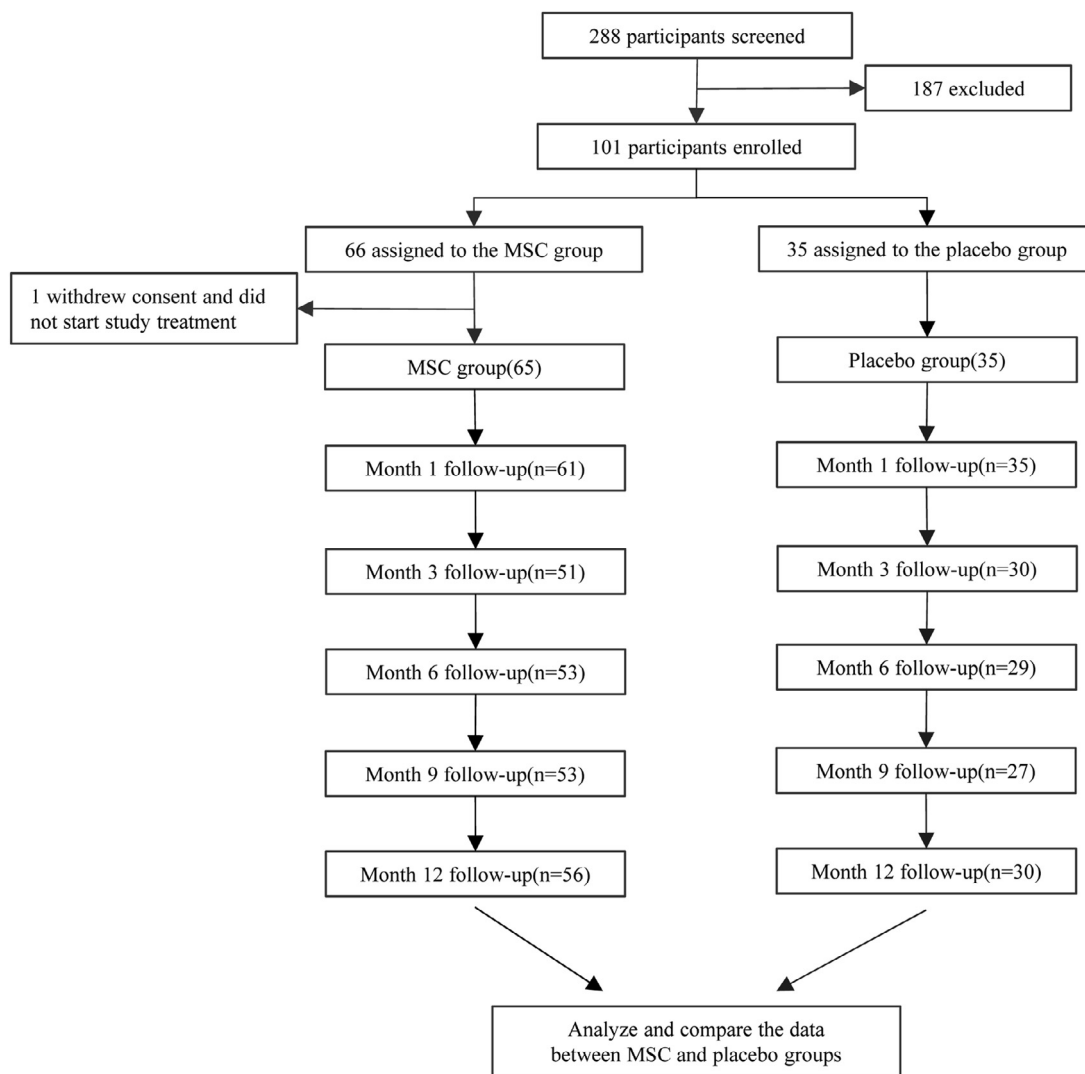 288 participants screened
187 excluded
101 participants enrolled
66 assigned to the MSC group
35 assigned to the placebo group
1 withdrew consent and did
not start study treatment
MSC group(65)
Placebo group(35)
Month 1 follow-up(n=61)
Month 1 follow-up(n=35)
Month 3 follow-up(n=51)
Month 3 follow-up(n=30)
Month 6 follow-up(n=53)
Month 6 follow-up(n=29)
Month 9 follow-up(n=53)
Month 9 follow-up(n=27)
Month 12 follow-up(n=56)
Month 12 follow-up(n=30)
Analyze and compare the data
between MSC and placebo groups